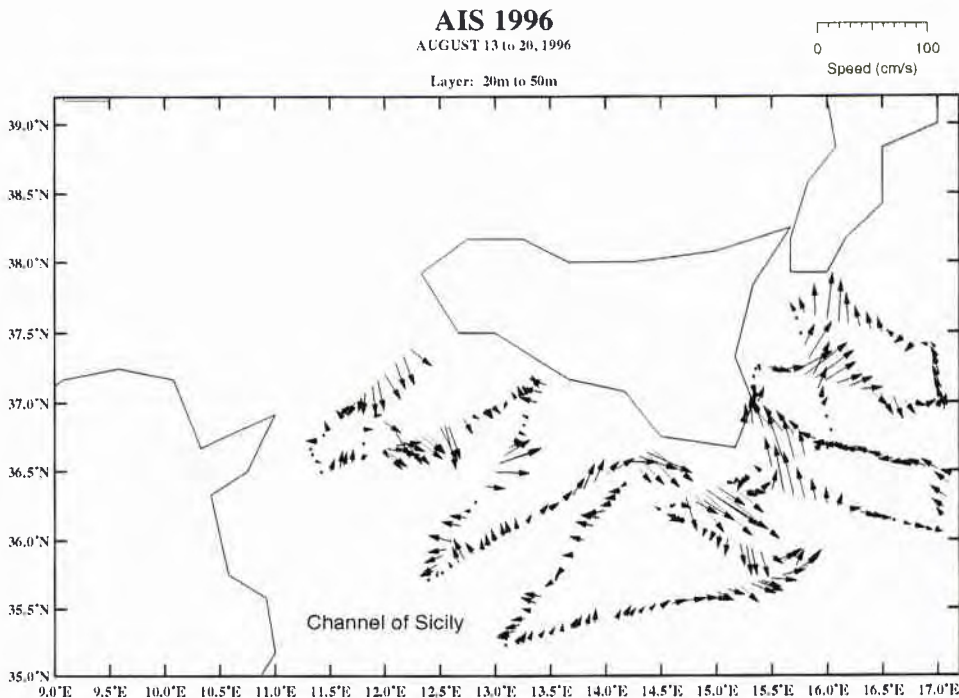 AIS 1996
AUGUST 13 to 20, 1996
Layer: 20m to 50m
0 100
Speed (cm/s)
39.0°N
38.5°N
38.0°N
37.5°N
37.0°N
36.5°N
36.0°N
35.5°N
35.0°N
Channel of Sicily
9.0°E 9.5°E 10.0°E 10.5°E 11.0°E 11.5°E 12.0°E 12.5°E 13.0°E 13.5°E 14.0°E 14.5°E 15.0°E 15.5°E 16.0°E 16.5°E 17.0°E